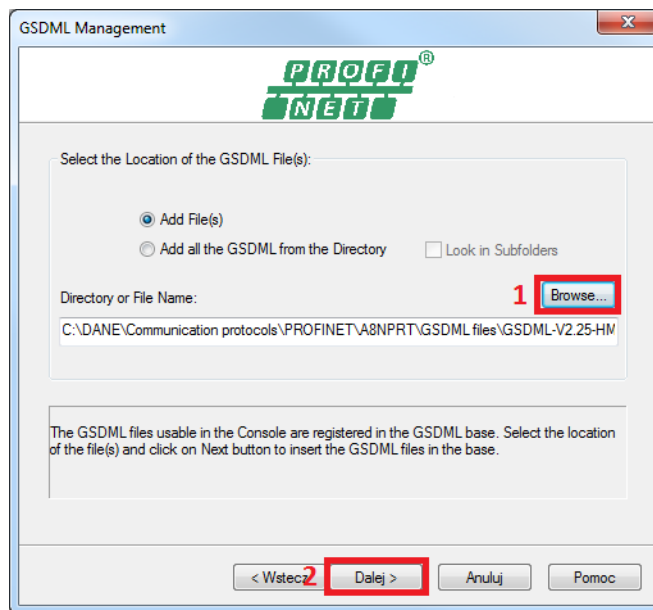 GSDML Management
PROFI®
NET
Select the Location of the GSDML File(s):
Add File(s)
Add all the GSDML from the Directory
Look in Subfolders
Directory or File Name:
1
Browse...
C:\DANE\Communication protocols\PROFINET\A8NPRT\GSDML files\GSDML-V2.25-HM
The GSDML files usable in the Console are registered in the GSDML base. Select the location
of the file(s) and click on Next button to insert the GSDML files in the base.
< Wstecz
2
Dalej >
Anuluj
Pomoc